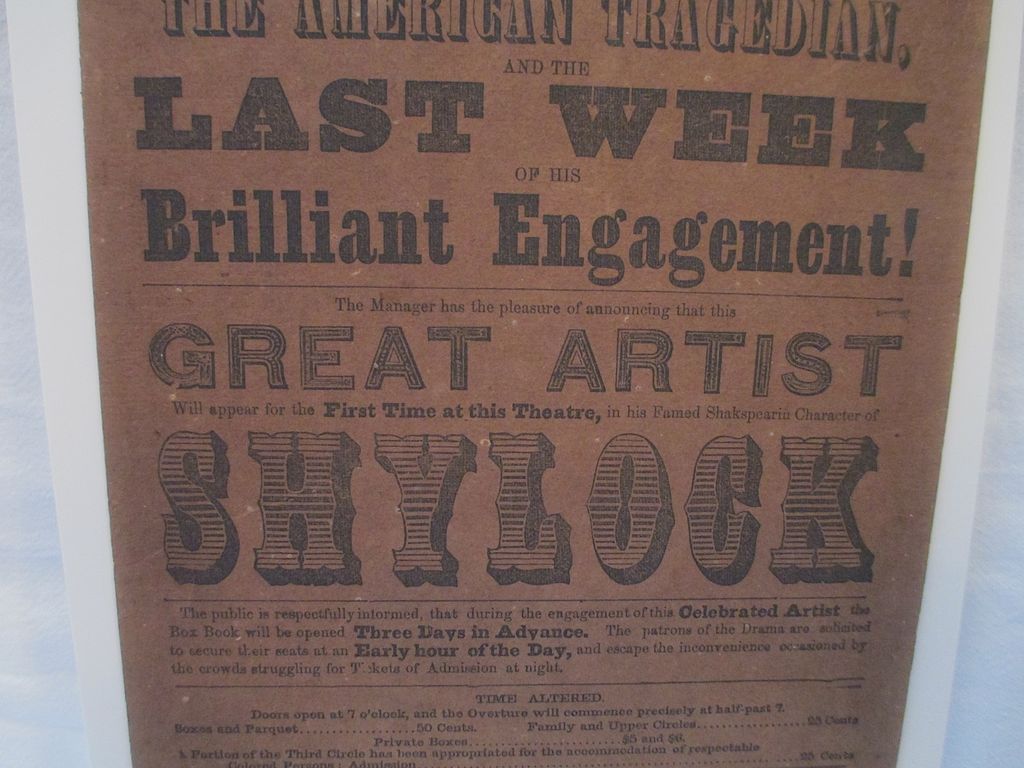 THE AMERICAN TRAGEDIAN,
AND THE
LAST WEEK
OF HIS
Brilliant Engagement!
The Manager has the pleasure of announcing that this
GREAT ARTIST
Will appear for the First Time at this Theatre, in his Famed Shakspearin Character of
SHYLOCK
The public is respectfully informed, that during the engagement of this Celebrated Artist the
Box Book will be opened Three Days in Advance. The patrons of the Drama are solicited
to secure their seats at an Early hour of the Day, and escape the inconvenience occasioned by
the crowds struggling for Tickets of Admission at night.
TIME ALTERED.
Doors open at 7 o'clock, and the Overture will commence precisely at half-past 7.
Boxes and Parquet...............50 Cents. Family and Upper Circles...............25 Cents
Private Boxes....................$5 and $6.
A Portion of the Third Circle has been appropriated for the accommodation of respectable
Colored Persons; Admission...............25 Cents